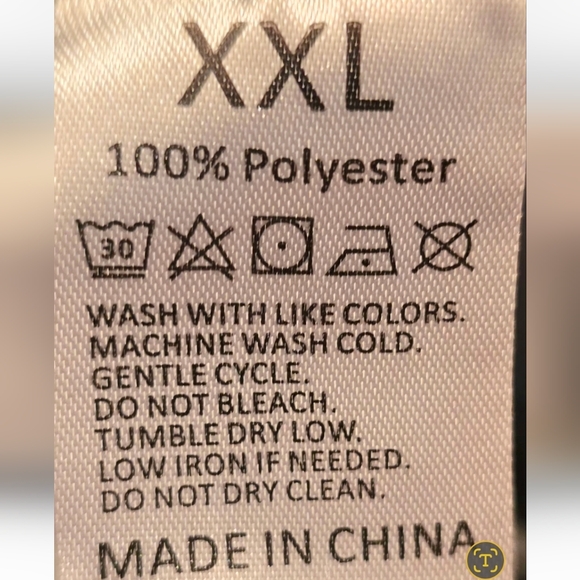 XXL
100% Polyester
30
WASH WITH LIKE COLORS.
MACHINE WASH COLD.
GENTLE CYCLE.
DO NOT BLEACH.
TUMBLE DRY LOW.
LOW IRON IF NEEDED.
DO NOT DRY CLEAN.
MADE IN CHINA
T